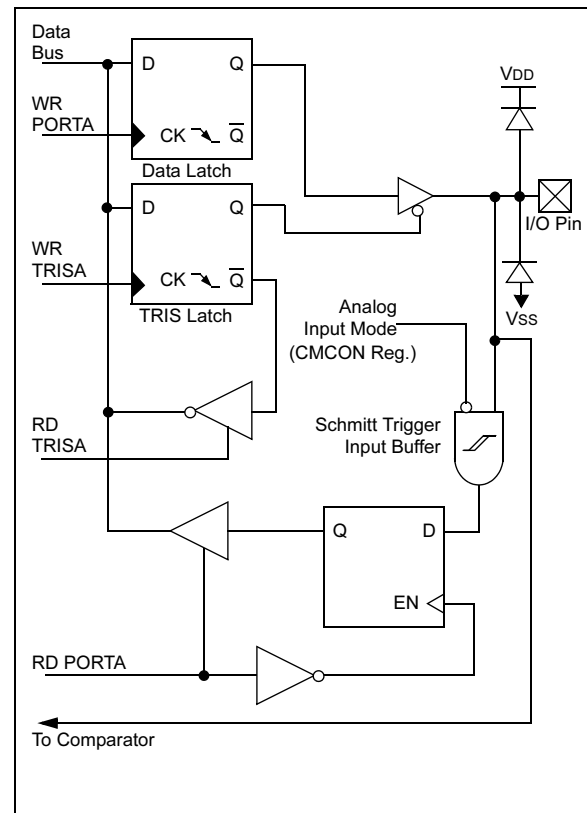 Data
Bus
D
Q
VDD
WR
PORTA
CK
Q
Data Latch
D
Q
I/O Pin
WR
TRISA
CK
Q
TRIS Latch
VSS
Analog
Input Mode
(CMCON Reg.)
RD
TRISA
Schmitt Trigger
Input Buffer
Q
D
EN
RD PORTA
To Comparator